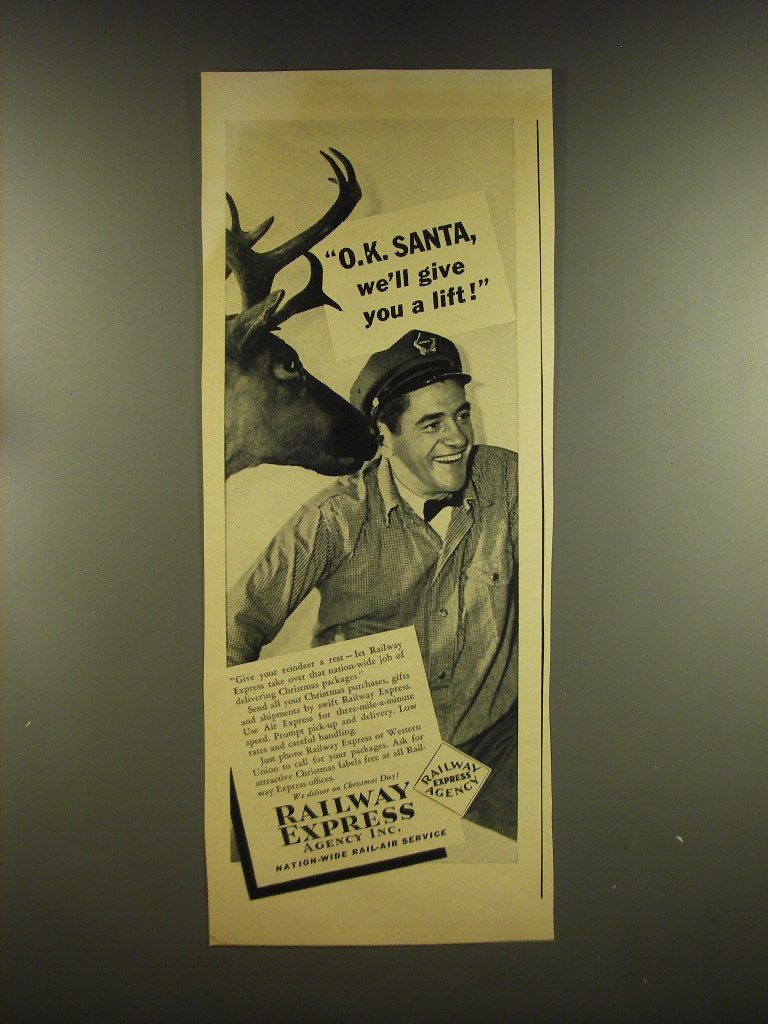 "O.K. SANTA,
we'll give
you a lift!"
"Give your reindeer a rest—let Railway
Express take over that nation-wide job of
delivering Christmas packages."
Send all your Christmas purchases, gifts
and shipments by swift Railway Express.
Use Air Express for three-mile-a-minute
speed. Prompt pick-up and delivery. Low
rates and careful handling.
Just phone Railway Express or Western
Union to call for your packages. Ask for
attractive Christmas labels free at all Rail-
way Express offices.
We deliver on Christmas Day!
RAILWAY
EXPRESS
AGENCY INC.
NATION-WIDE RAIL-AIR SERVICE
RAILWAY
EXPRESS
AGENCY